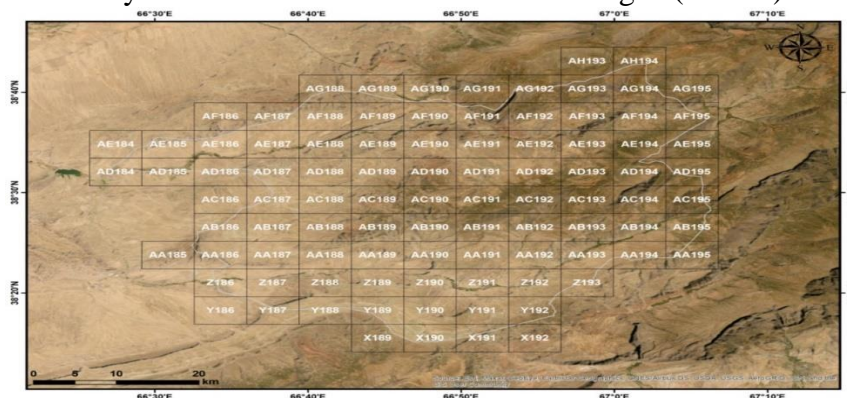 66°30'E 66°40'E 66°50'E 67°0'E 67°10'E
N
W E
AH193 AH194
38°40'N
AG188 AG189 AG190 AG191 AG192 AG193 AG194 AG195
AF186 AF187 AF188 AF189 AF190 AF191 AF192 AF193 AF194 AF195
AE184 AE185 AE186 AE187 AE188 AE189 AE190 AE191 AE192 AE193 AE194 AE195
AD184 AD185 AD186 AD187 AD188 AD189 AD190 AD191 AD192 AD193 AD194 AD195
38°30'N
AC186 AC187 AC188 AC189 AC190 AC191 AC192 AC193 AC194 AC195
AB186 AB187 AB188 AB189 AB190 AB191 AB192 AB193 AB194 AB195
AA185 AA186 AA187 AA188 AA189 AA190 AA191 AA192 AA193 AA194 AA195
38°20'N
Z186 Z187 Z188 Z189 Z190 Z191 Z192 Z193
Y186 Y187 Y188 Y189 Y190 Y191 Y192
X189 X190 X191 X192
0 5 10 20
km
66°30'E 66°40'E 66°50'E 67°0'E 67°10'E